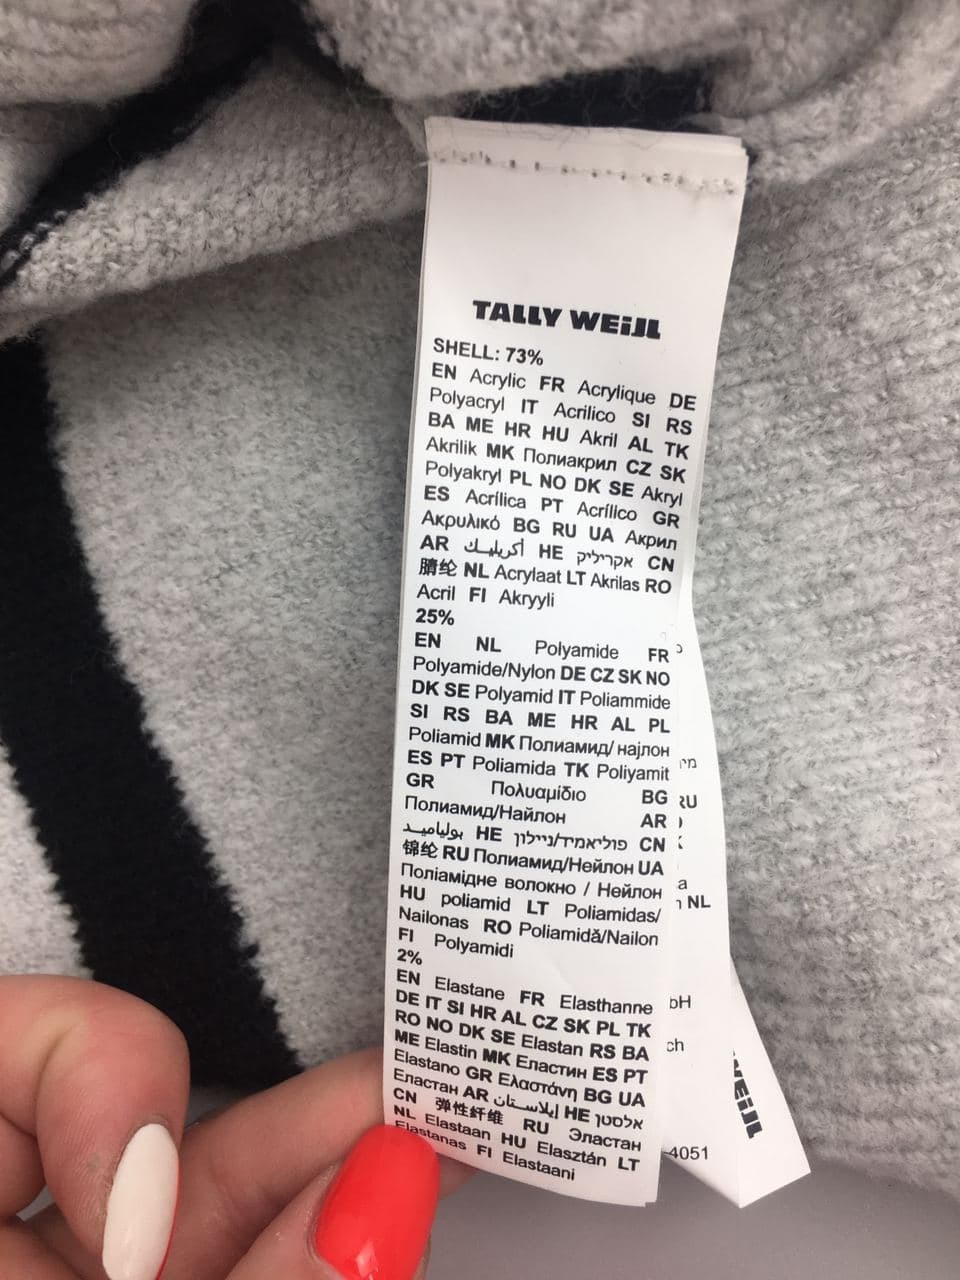 TALLY WEiJL
SHELL: 73%
EN Acrylic FR Acrylique DE
Polyacryl IT Acrilico SI RS
BA ME HR HU Akril AL TK
Akrilik MK Полиакрил CZ SK
Polyakryl PL NO DK SE Akryl
ES Acrílica PT Acrílico GR
Ακρυλικό BG RU UA Акрил
AR أكريليك HE אקריליק CN
腈纶 NL Acrylaat LT Akrilas RO
Acril FI Akryyli
25%
EN NL Polyamide FR
Polyamide/Nylon DE CZ SK NO
DK SE Polyamid IT Poliammide
SI RS BA ME HR AL PL
Poliamid MK Полиамид/ најлон
ES PT Poliamida TK Poliyamit
GR Πολυαμίδιο BG
Полиамид/Найлон AR
بولياميد HE פוליאמיד/ניילון CN
锦纶 RU Полиамид/Нейлон UA
Поліамідне волокно / Нейлон
HU poliamid LT Poliamidas/
Nailonas RO Poliamidă/Nailon
FI Polyamidi
2%
EN Elastane FR Elasthanne
DE IT SI HR AL CZ SK PL TK
RO NO DK SE Elastan RS BA
ME Elastin MK Еластин ES PT
Elastano GR Ελαστάνη BG UA
Еластан AR إيلاستان HE אלסטן
CN 弹性纤维 RU Эластан
NL Elastaan HU Elasztán LT
Elastanas FI Elastaani
RU
NL
bH
ch
-4051
WEiJL